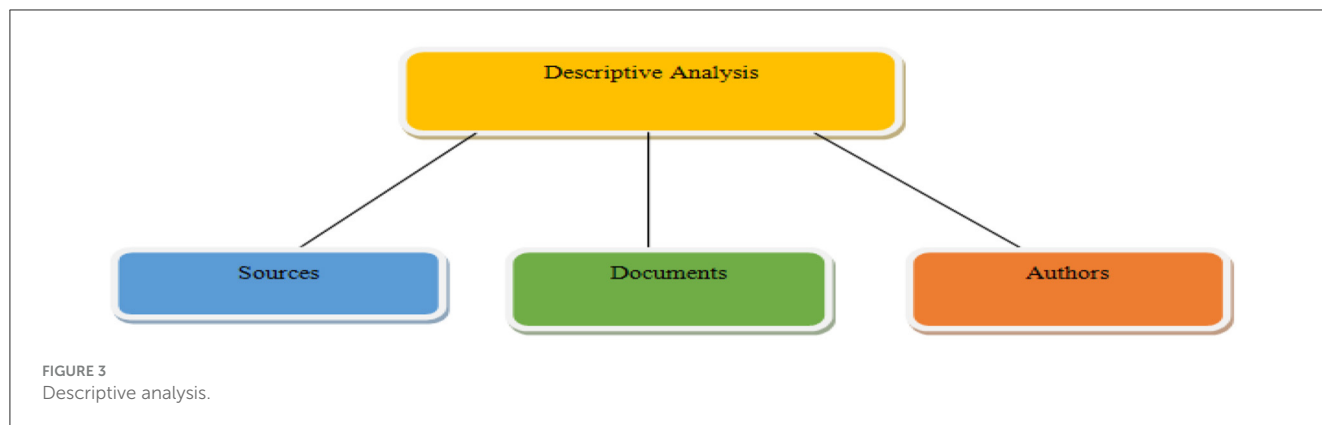 Descriptive Analysis
Sources
Documents
Authors
FIGURE 3
Descriptive analysis.